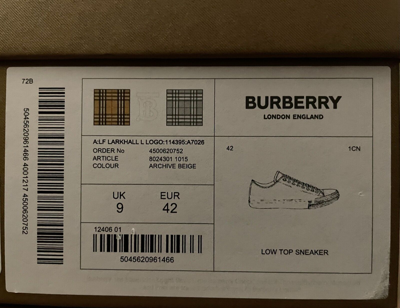 72B
5045620961466 4001217 4500620752
A:LF LARKHALL L LOGO:114395:A7026
ORDER No 4500620752
ARTICLE 8024301 1015
COLOUR ARCHIVE BEIGE
UK EUR
9 42
12406 01
5045620961466
BURBERRY
LONDON ENGLAND
42 1CN
LOW TOP SNEAKER